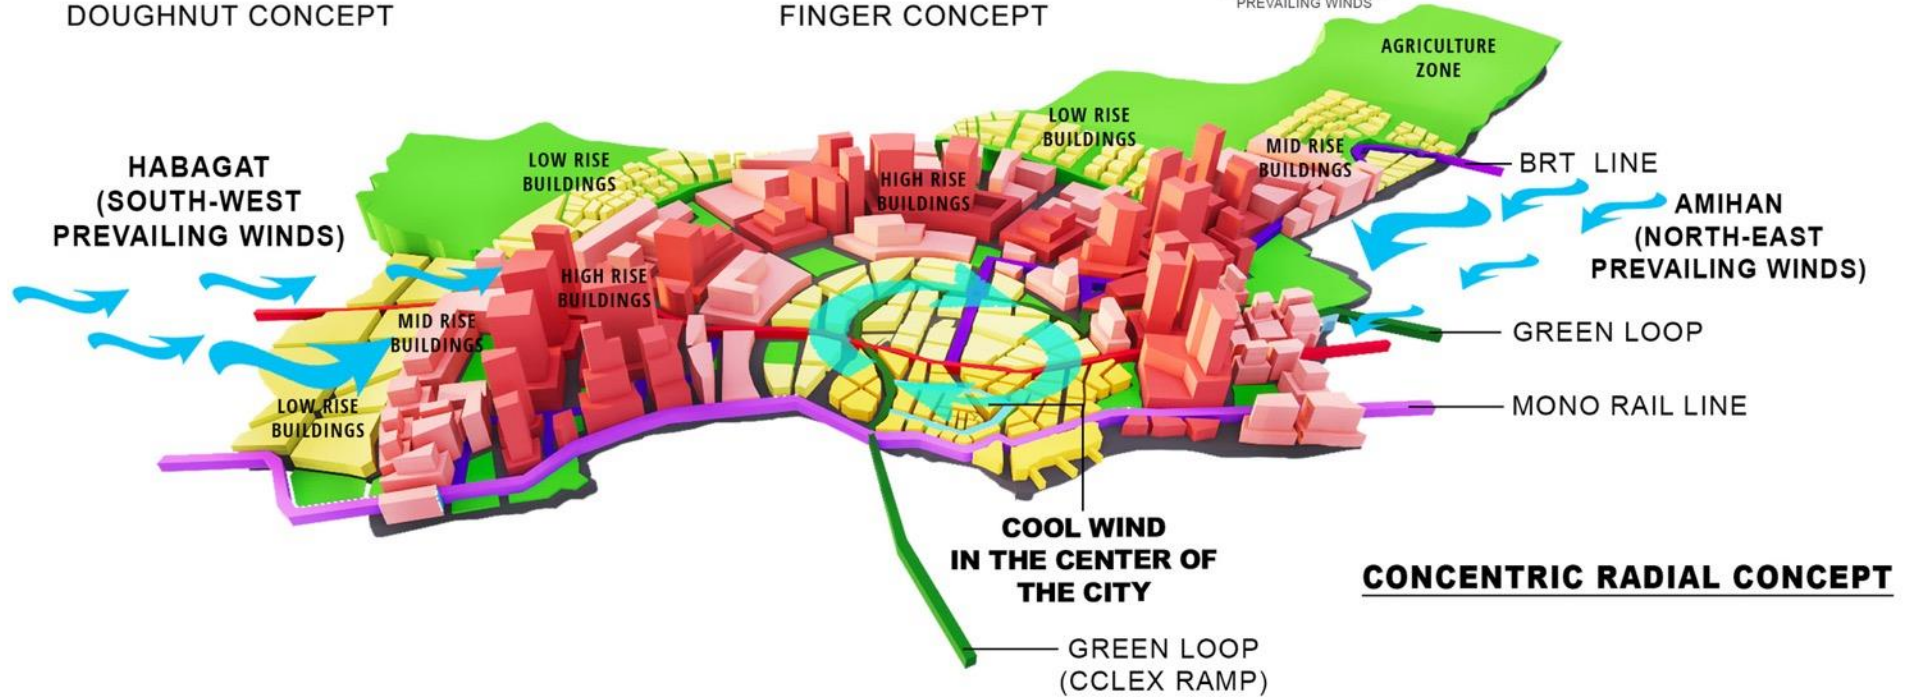 DOUGHNUT CONCEPT
FINGER CONCEPT
PREVAILING WINDS
AGRICULTURE
ZONE
LOW RISE
BUILDINGS
LOW RISE
BUILDINGS
MID RISE
BUILDINGS
HIGH RISE
BUILDINGS
BRT LINE
HABAGAT
(SOUTH-WEST
PREVAILING WINDS)
AMIHAN
(NORTH-EAST
PREVAILING WINDS)
HIGH RISE
BUILDINGS
MID RISE
BUILDINGS
GREEN LOOP
LOW RISE
BUILDINGS
MONO RAIL LINE
COOL WIND
IN THE CENTER OF
THE CITY
CONCENTRIC RADIAL CONCEPT
GREEN LOOP
(CCLEX RAMP)